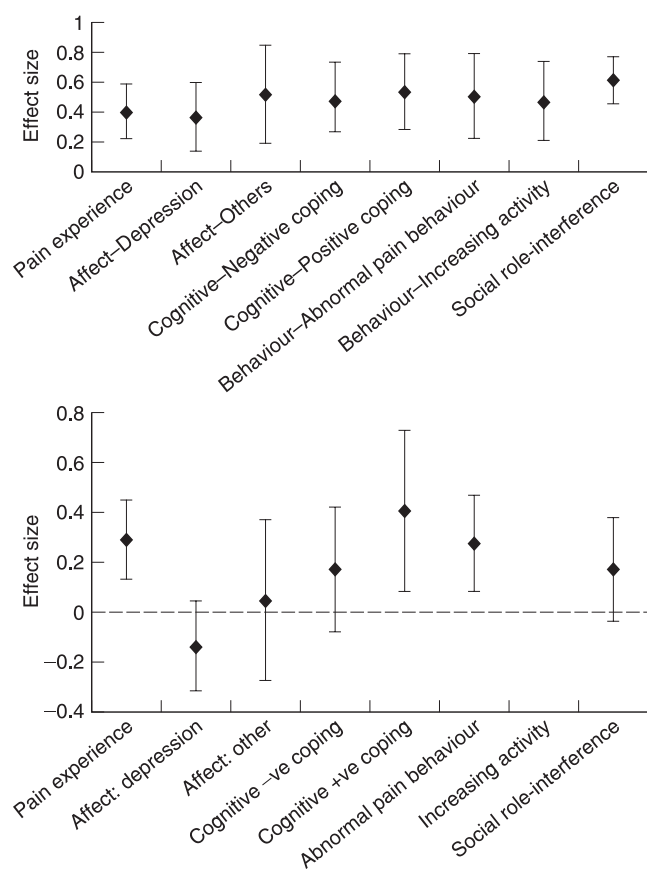 1
0.8
0.6
0.4
0.2
0
Effect size
Pain experience
Affect–Depression
Affect–Others
Cognitive–Negative coping
Cognitive–Positive coping
Behaviour–Abnormal pain behaviour
Behaviour–Increasing activity
Social role-interference
0.8
0.6
0.4
0.2
0
−0.2
−0.4
Effect size
Pain experience
Affect: depression
Affect: other
Cognitive –ve coping
Cognitive +ve coping
Abnormal pain behaviour
Increasing activity
Social role-interference